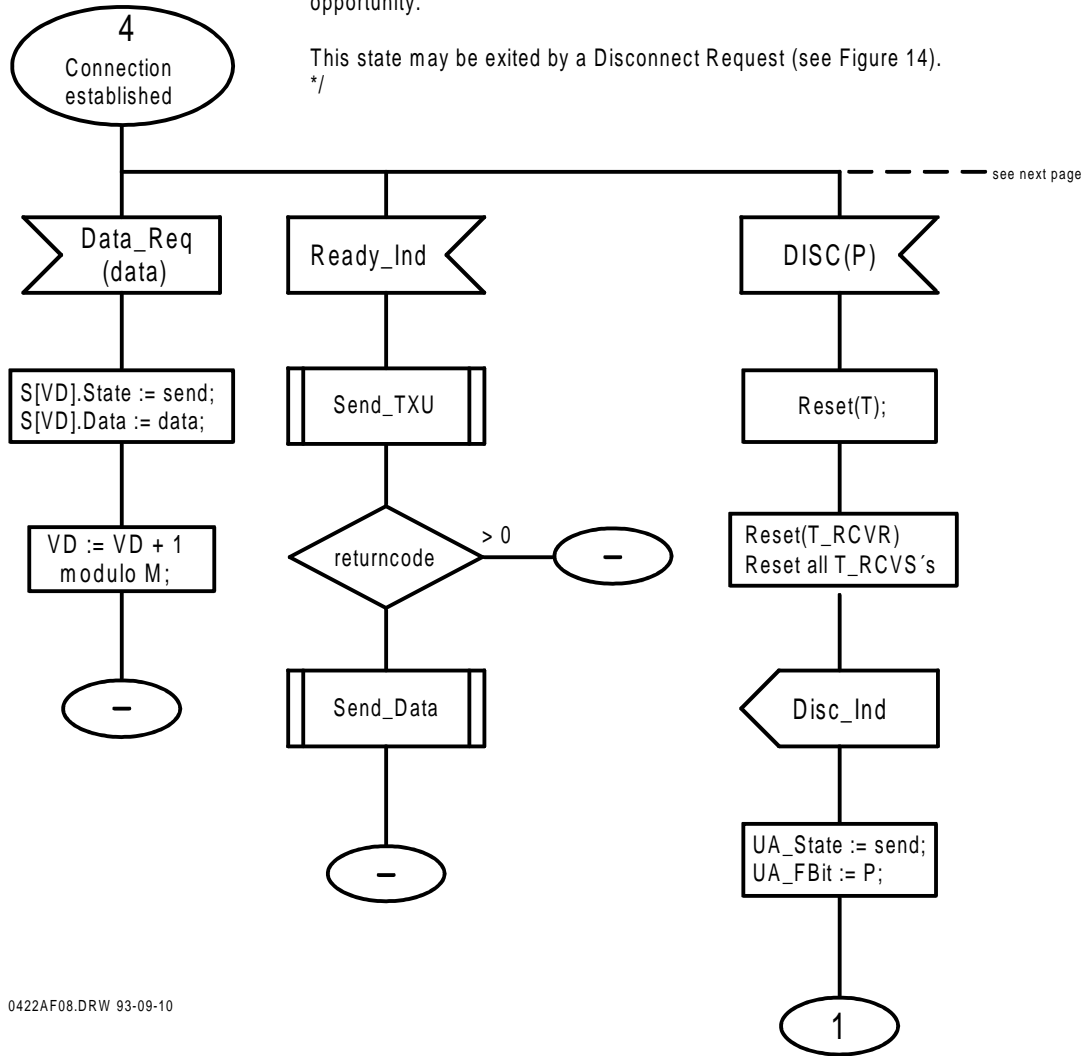 opportunity.
This state may be exited by a Disconnect Request (see Figure 14).
*/
4
Connection
established
see next page
Data_Req
(data)
Ready_Ind
DISC(P)
S[VD].State := send;
S[VD].Data := data;
Send_TXU
Reset(T);
VD := VD + 1
modulo M;
returncode
> 0
–
Reset(T_RCVR)
Reset all T_RCVS´s
–
Send_Data
Disc_Ind
–
UA_State := send;
UA_FBit := P;
0422AF08.DRW 93-09-10
1